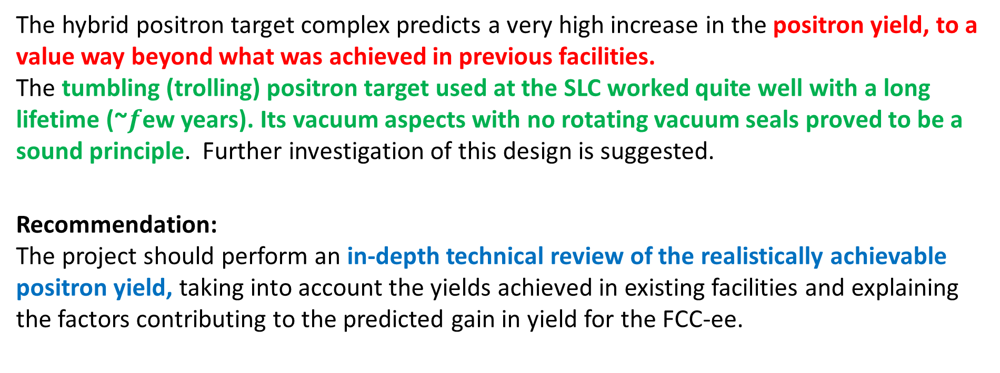 The hybrid positron target complex predicts a very high increase in the positron yield, to a
value way beyond what was achieved in previous facilities.
The tumbling (trolling) positron target used at the SLC worked quite well with a long
lifetime (~few years). Its vacuum aspects with no rotating vacuum seals proved to be a
sound principle.  Further investigation of this design is suggested.
Recommendation:
The project should perform an in-depth technical review of the realistically achievable
positron yield, taking into account the yields achieved in existing facilities and explaining
the factors contributing to the predicted gain in yield for the FCC-ee.